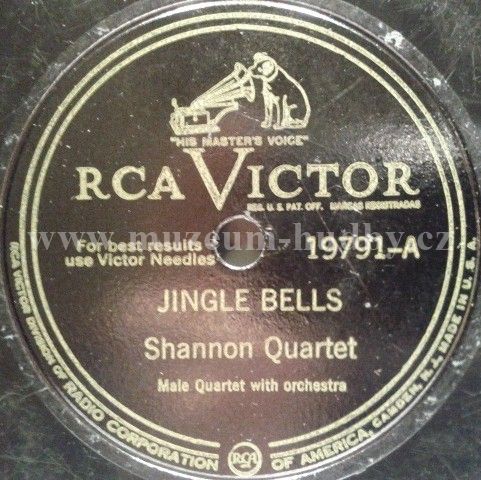 "HIS MASTER'S VOICE"
RCA VICTOR
REG. U. S. PAT. OFF. MARCAS REGISTRADAS
www.muzeum-hudby.cz
For best results
use Victor Needles
19791-A
JINGLE BELLS
Shannon Quartet
Male Quartet with orchestra
RCA VICTOR DIVISION OF RADIO CORPORATION OF AMERICA, CAMDEN, N. J. MADE IN U. S. A.
RCA